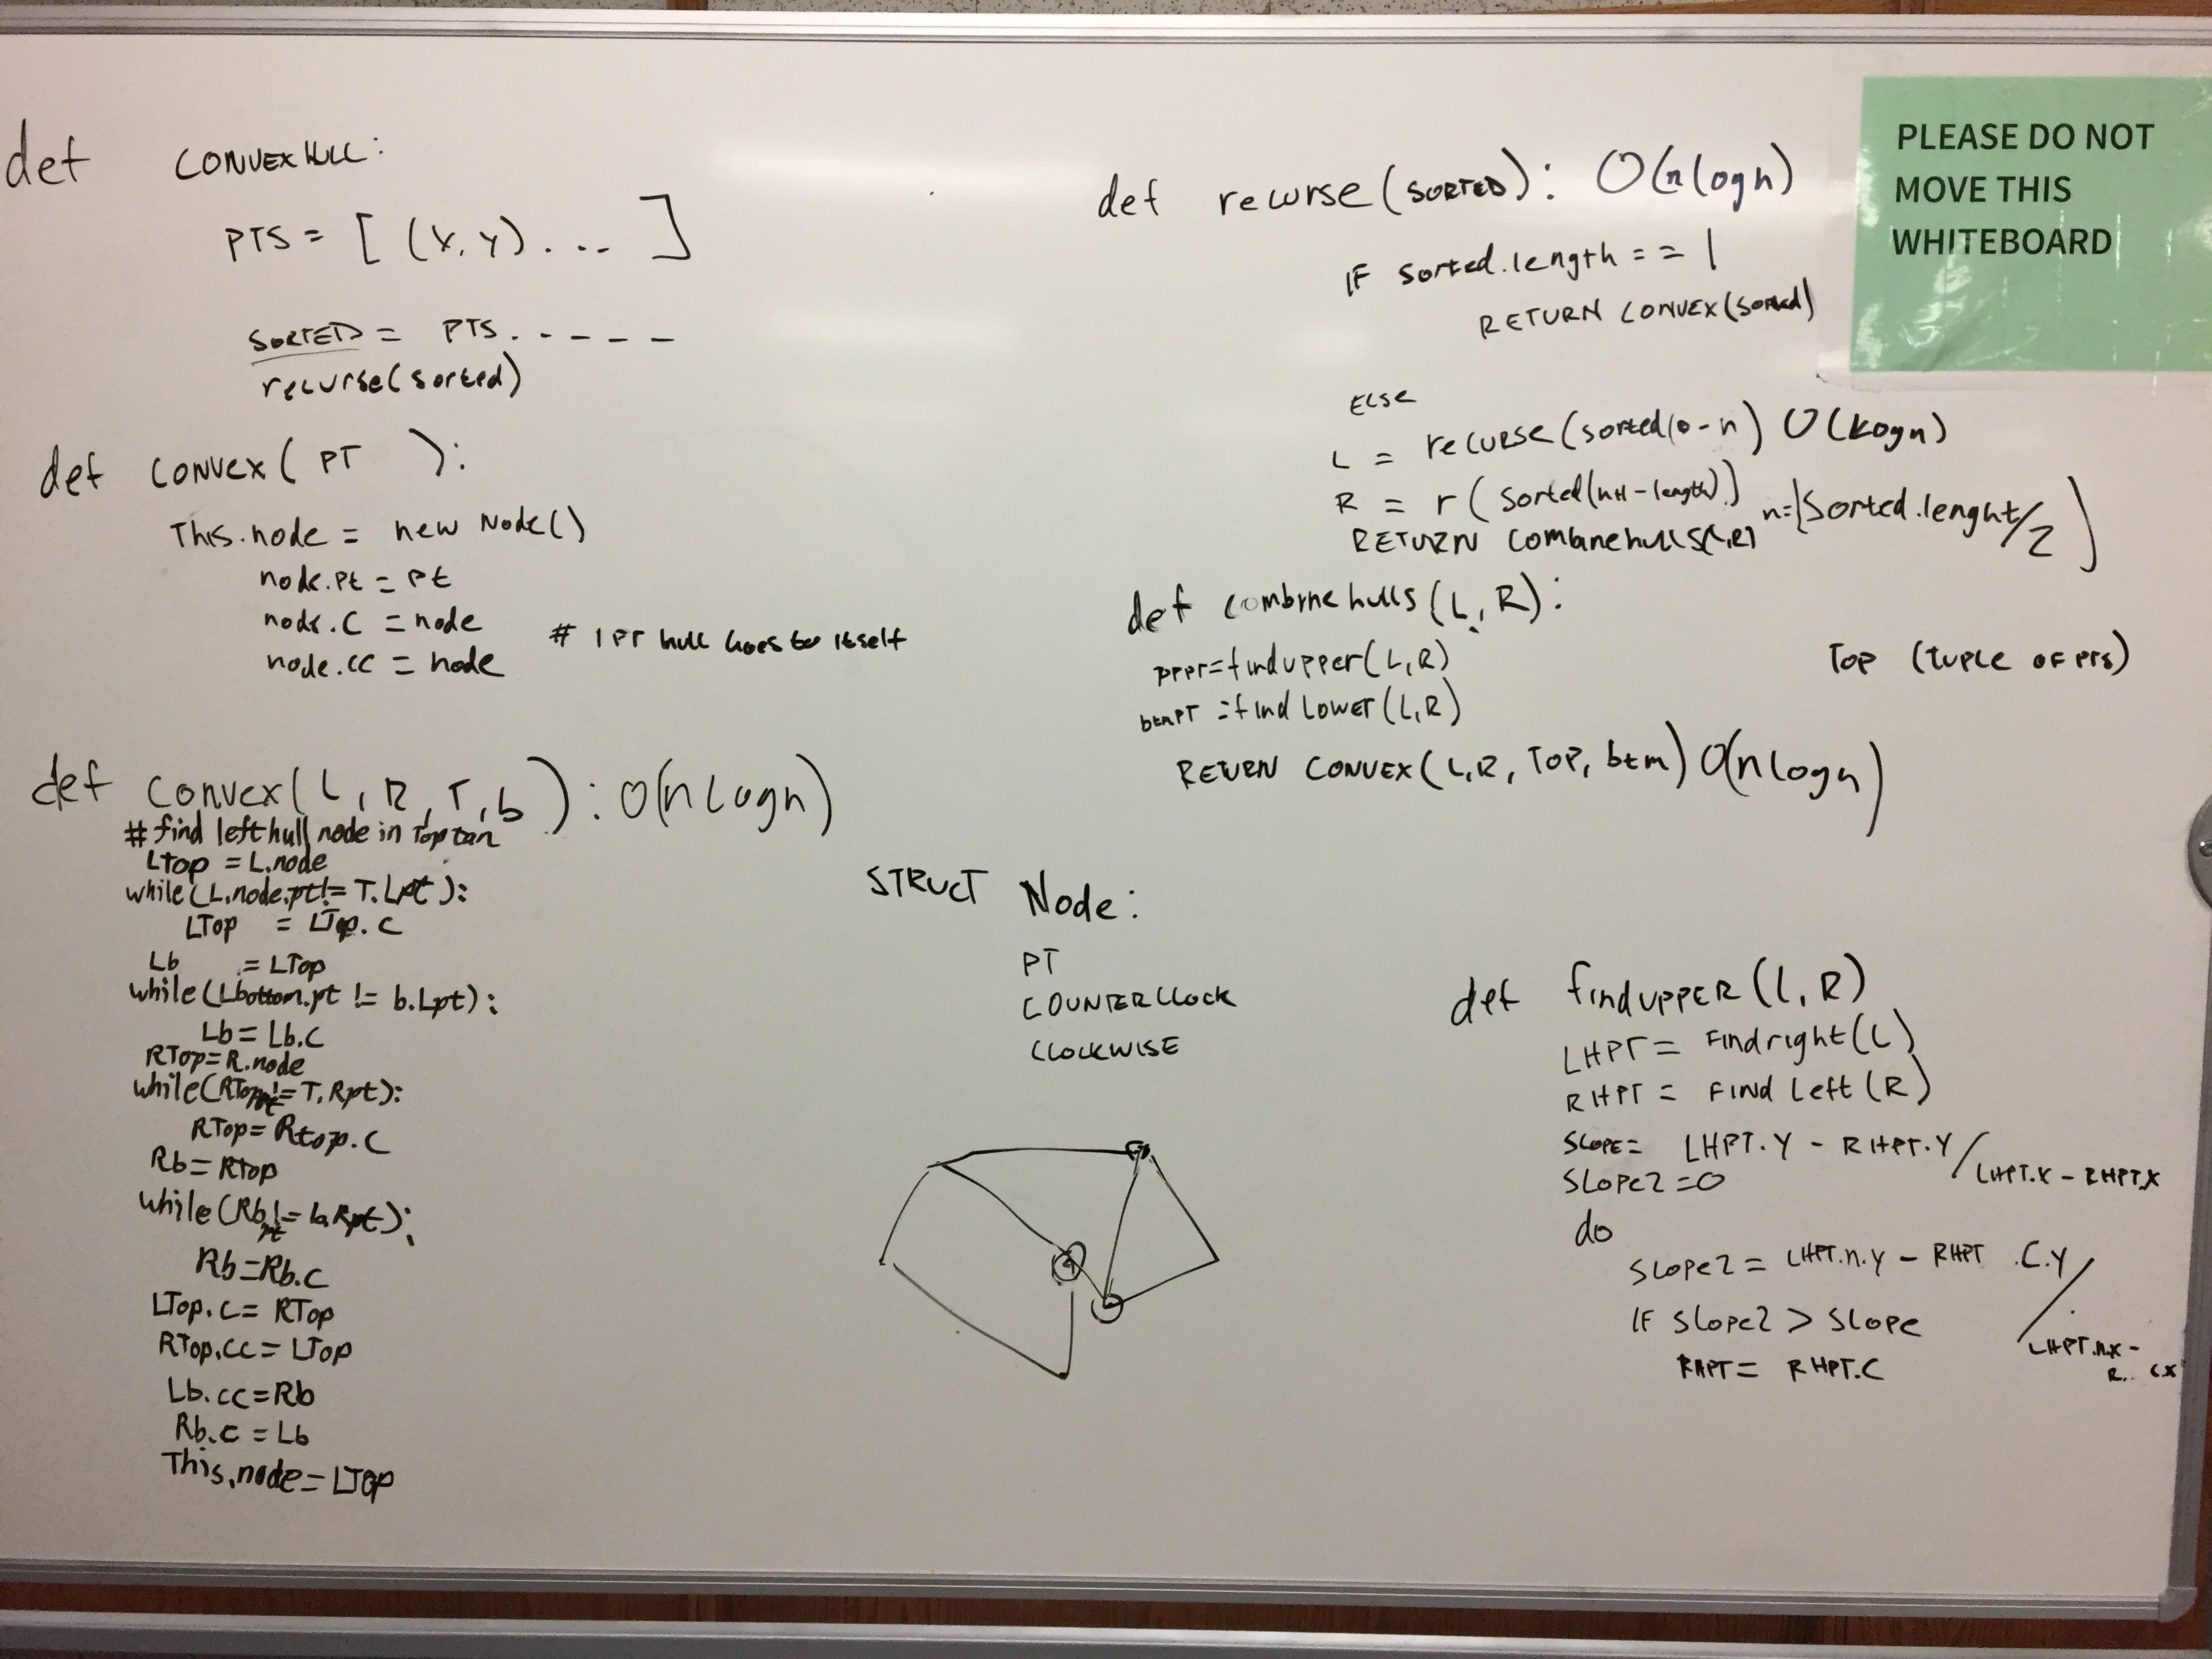 def CONVEXHULL:
PTS = [ (X, Y) . . . ]
SORTED = PTS. - - - - -
recurse(sorted)
def CONVEX( PT ):
This.node = new Node()
node.pt = pt
node.C = node
node.CC = node
# 1 PT hull goes to itself
def convex( L, R, T, b ): O(n logn)
# find left hull node in Top tan
LTop = L.node
while(L.node.pt != T.Lpt):
LTop = LTop.C
Lb = LTop
while(Lbottom.pt != b.Lpt):
Lb = Lb.C
RTop = R.node
while(RTop.pt != T.Rpt):
RTop = Rtop.C
Rb = RTop
while(Rb.pt != b.Rpt):
Rb = Rb.C
LTop.C = RTop
RTop.CC = LTop
Lb.CC = Rb
Rb.C = Lb
This.node = LTop
STRUCT Node:
PT
COUNTERCLOCK
CLOCKWISE
def recurse(SORTED): O(n logn)
IF sorted.length == 1
RETURN CONVEX(sorted)
ELSE
L = recurse(sorted(0-n) O(logn)
R = r( sorted(n+1 - length))
n=[Sorted.lenght/2]
RETURN combinehulls(L,R)
def combine hulls (L, R):
=findupper(L,R)
btmPT =find Lower(L,R)
RETURN CONVEX(L,R, TOP, btm) O(nlogn)
TOP (TUPLE OF PTS)
def findUPPER (L, R)
LHPT = Findright(L)
RHPT = FIND Left(R)
SLOPE= LHPT.Y - RHPT.Y / LHPT.X - RHPT.X
SLOPE2 =0
do
SLOPE2 = LHPT.n.y - RHPT .C.Y / LHPT.n.x - R.. C.X
IF SLOPE2 > SLOPE
RHPT = RHPT.C
PLEASE DO NOT
MOVE THIS
WHITEBOARD